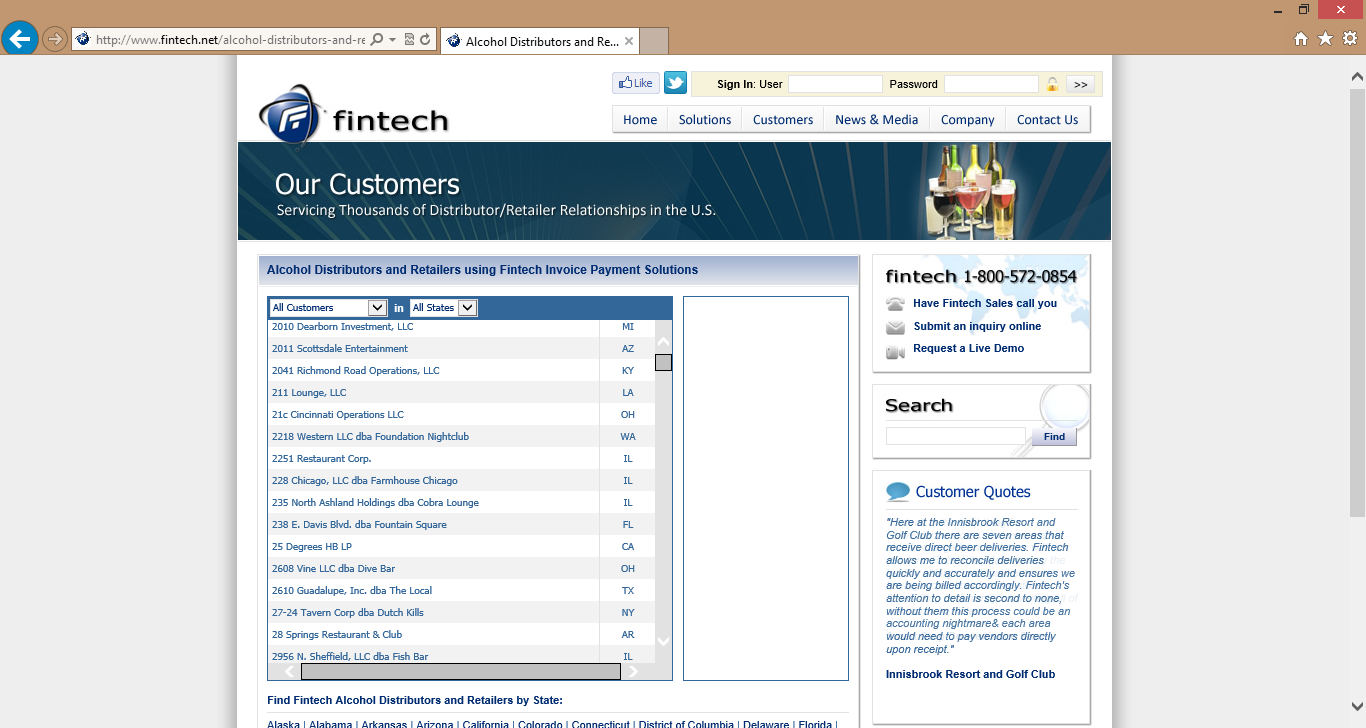 http://www.fintech.net/alcohol-distributors-and-re
Alcohol Distributors and Re...
fintech
Like
Sign In: User
Password
>>
Home
Solutions
Customers
News & Media
Company
Contact Us
Our Customers
Servicing Thousands of Distributor/Retailer Relationships in the U.S.
Alcohol Distributors and Retailers using Fintech Invoice Payment Solutions
All Customers in All States
2010 Dearborn Investment, LLC MI
2011 Scottsdale Entertainment AZ
2041 Richmond Road Operations, LLC KY
211 Lounge, LLC LA
21c Cincinnati Operations LLC OH
2218 Western LLC dba Foundation Nightclub WA
2251 Restaurant Corp. IL
228 Chicago, LLC dba Farmhouse Chicago IL
235 North Ashland Holdings dba Cobra Lounge IL
238 E. Davis Blvd. dba Fountain Square FL
25 Degrees HB LP CA
2608 Vine LLC dba Dive Bar OH
2610 Guadalupe, Inc. dba The Local TX
27-24 Tavern Corp dba Dutch Kills NY
28 Springs Restaurant & Club AR
2956 N. Sheffield, LLC dba Fish Bar IL
Find Fintech Alcohol Distributors and Retailers by State:
Alaska | Alabama | Arkansas | Arizona | California | Colorado | Connecticut | District of Columbia | Delaware | Florida |
fintech 1-800-572-0854
Have Fintech Sales call you
Submit an inquiry online
Request a Live Demo
Search
Find
Customer Quotes
"Here at the Innisbrook Resort and
Golf Club there are seven areas that
receive direct beer deliveries. Fintech
allows me to reconcile deliveries
quickly and accurately and ensures we
are being billed accordingly. Fintech's
attention to detail is second to none,
without them this process could be an
accounting nightmare& each area
would need to pay vendors directly
upon receipt."
Innisbrook Resort and Golf Club